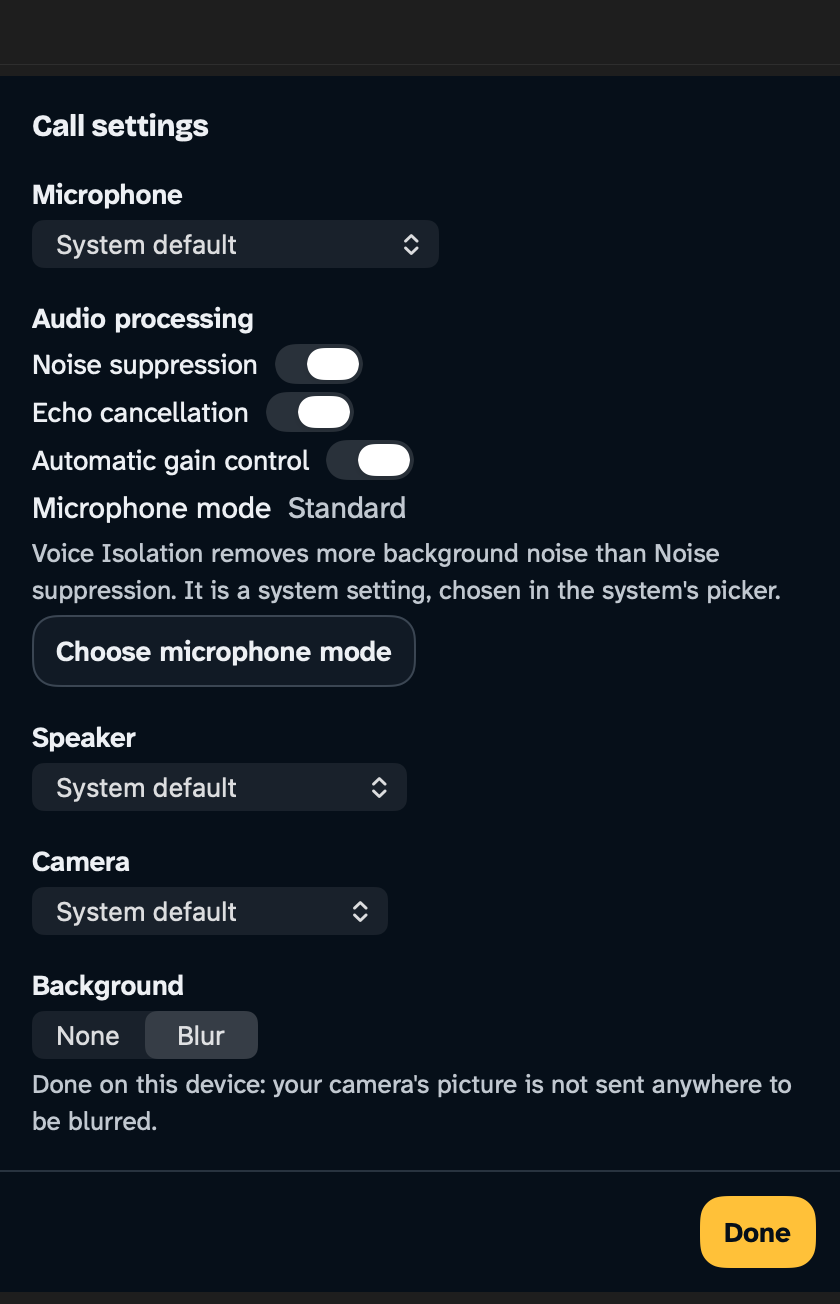 Call settings
Microphone
System default
Audio processing
Noise suppression
Echo cancellation
Automatic gain control
Microphone mode Standard
Voice Isolation removes more background noise than Noise
suppression. It is a system setting, chosen in the system's picker.
Choose microphone mode
Speaker
System default
Camera
System default
Background
None Blur
Done on this device: your camera's picture is not sent anywhere to
be blurred.
Done